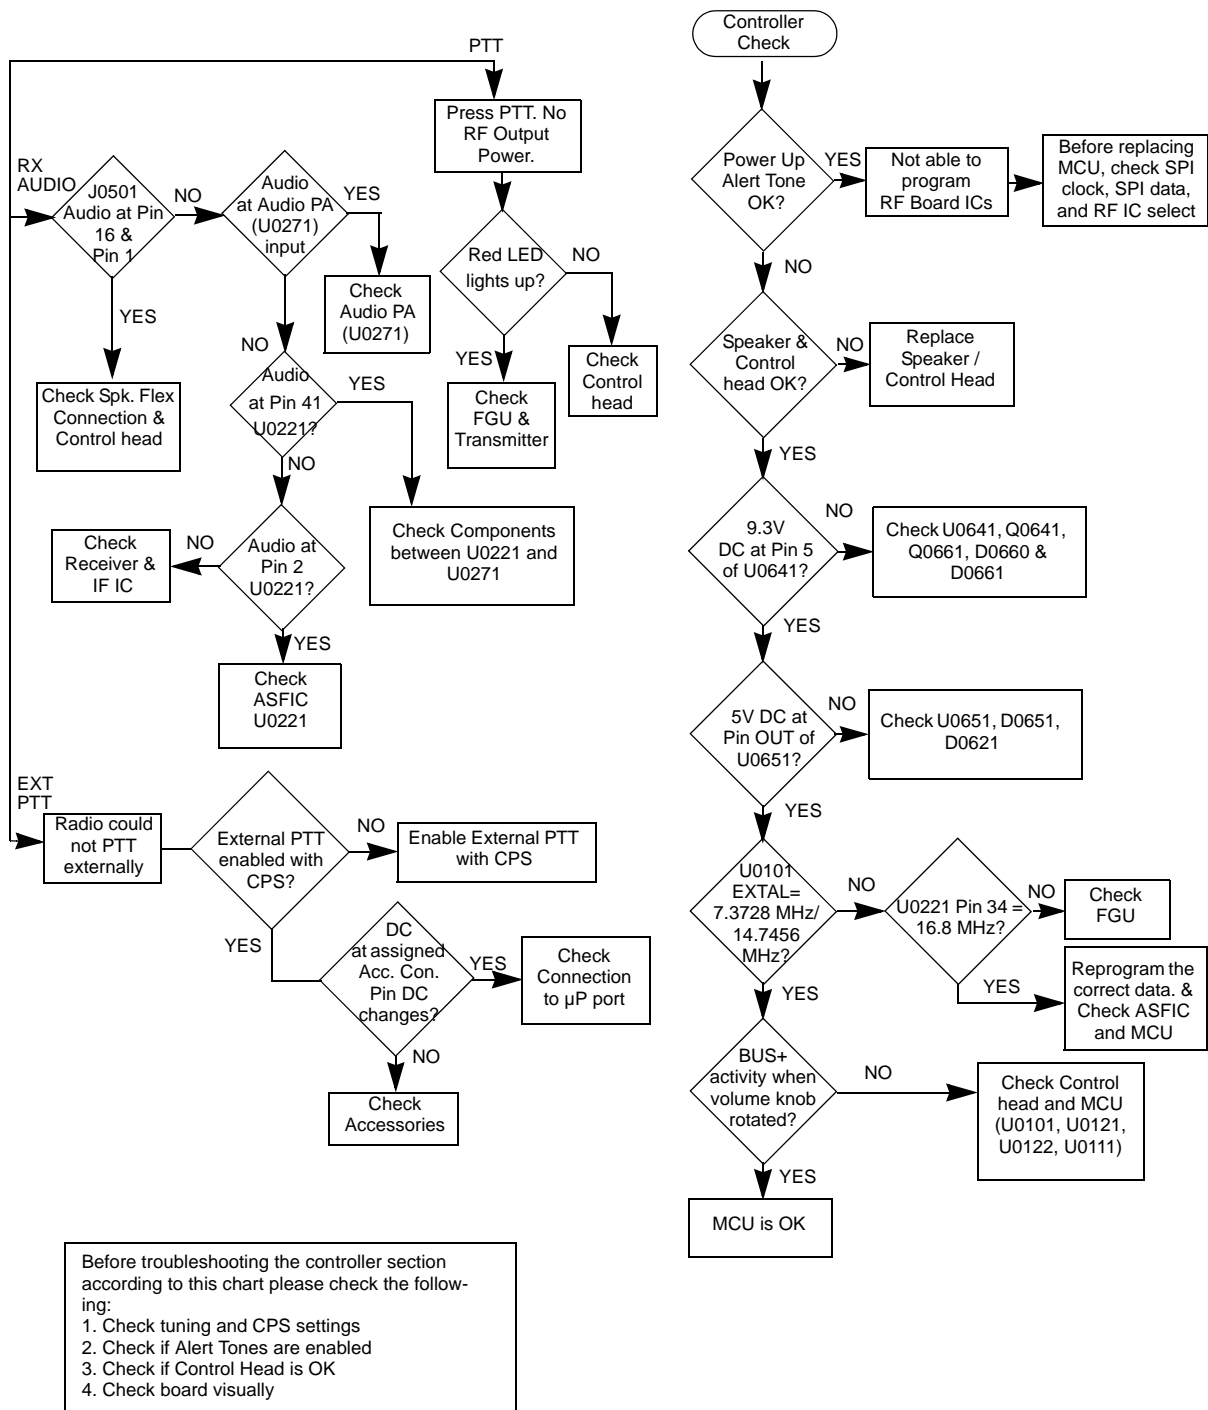 PTT
Press PTT. No
RF Output
Power.
RX
AUDIO
J0501
Audio at Pin
16 &
Pin 1
NO
Audio
at Audio PA
(U0271)
input
YES
Red LED
lights up?
NO
Check
Audio PA
(U0271)
YES
Check Spk. Flex
Connection &
Control head
NO
Audio
at Pin 41
U0221?
YES
YES
Check
FGU &
Transmitter
Check
Control
head
NO
Check
Receiver &
IF IC
NO
Audio at
Pin 2
U0221?
Check Components
between U0221 and
U0271
YES
Check
ASFIC
U0221
EXT
PTT
Radio could
not PTT
externally
External PTT
enabled with
CPS?
NO
Enable External PTT
with CPS
YES
DC
at assigned
Acc. Con.
Pin DC
changes?
YES
Check
Connection
to µP port
NO
Check
Accessories
Controller
Check
Power Up
Alert Tone
OK?
YES
Not able to
program
RF Board ICs
Before replacing
MCU, check SPI
clock, SPI data,
and RF IC select
NO
Speaker &
Control
head OK?
NO
Replace
Speaker /
Control Head
YES
9.3V
DC at Pin 5
of U0641?
NO
Check U0641, Q0641,
Q0661, D0660 &
D0661
YES
5V DC at
Pin OUT of
U0651?
NO
Check U0651, D0651,
D0621
YES
U0101
EXTAL=
7.3728 MHz/
14.7456
MHz?
NO
U0221 Pin 34 =
16.8 MHz?
NO
Check
FGU
YES
Reprogram the
correct data. &
Check ASFIC
and MCU
YES
BUS+
activity when
volume knob
rotated?
NO
Check Control
head and MCU
(U0101, U0121,
U0122, U0111)
YES
MCU is OK
Before troubleshooting the controller section
according to this chart please check the follow-
ing:
1. Check tuning and CPS settings
2. Check if Alert Tones are enabled
3. Check if Control Head is OK
4. Check board visually